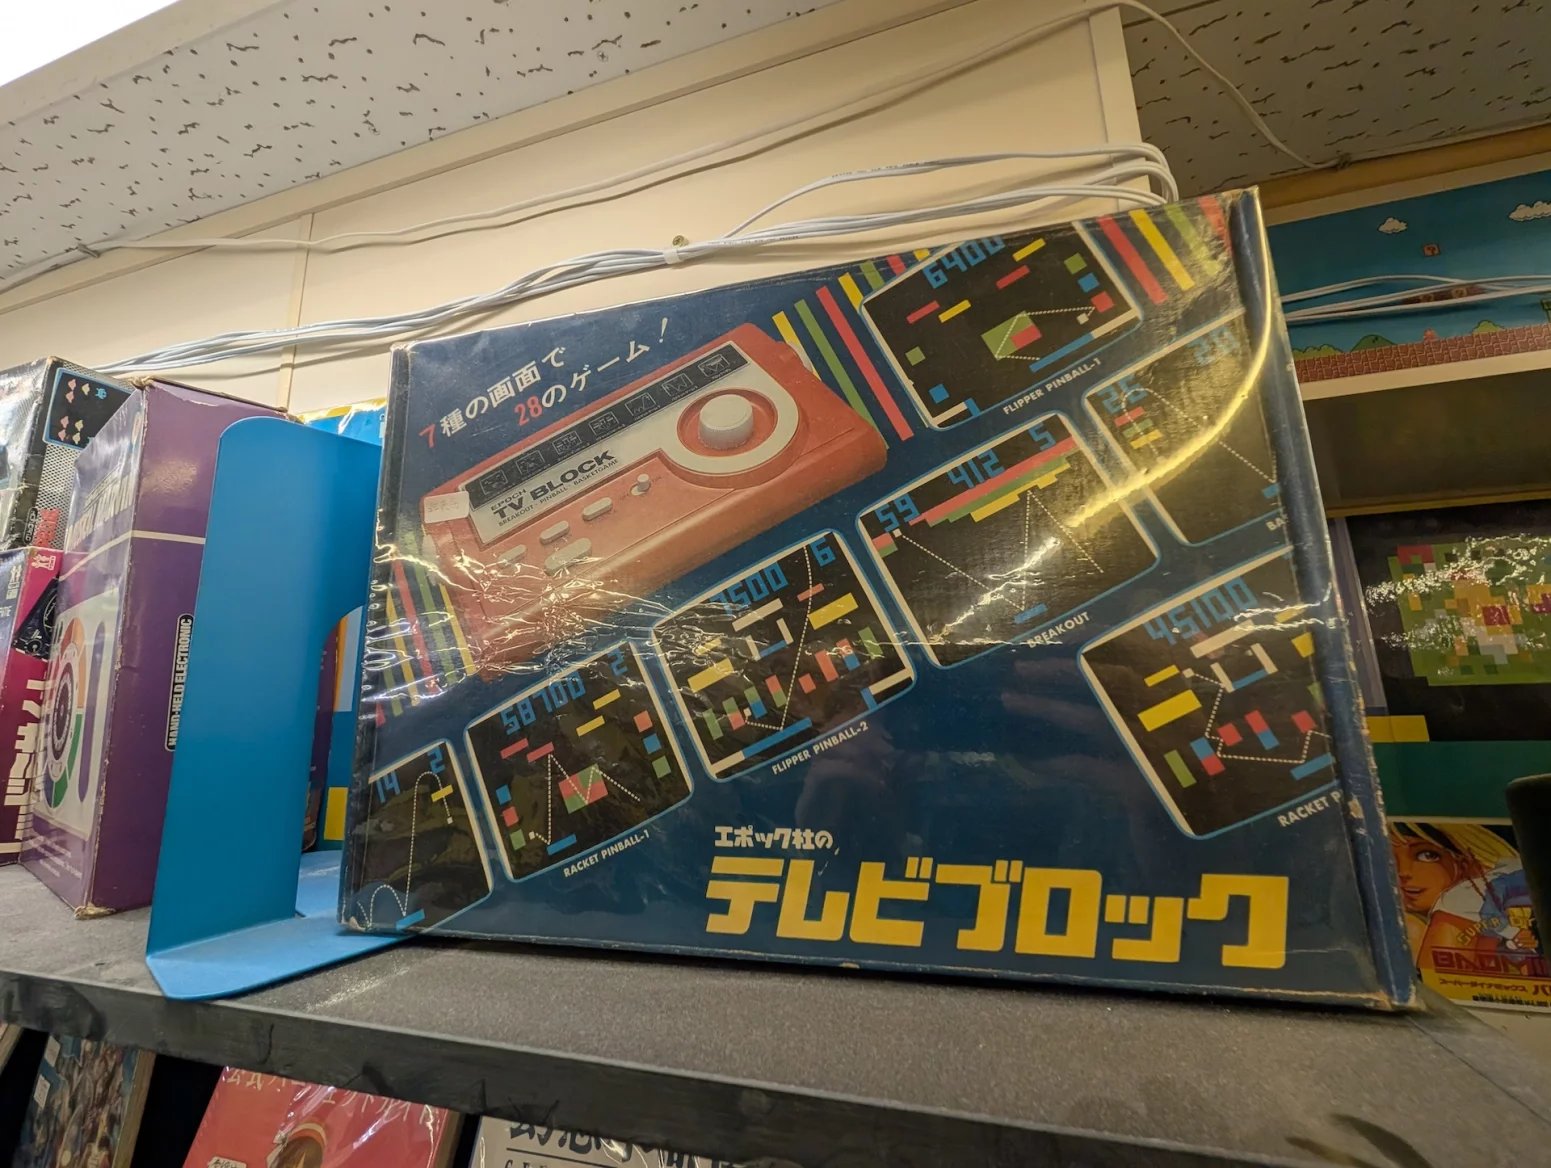 7種の画面で
28のゲーム!
EPOCH
TV BLOCK
BREAKOUT · PINBALL · BASKETGAME
6400
FLIPPER PINBALL-1
59 412 5
BREAKOUT
7500 6
FLIPPER PINBALL-2
58700 2
RACKET PINBALL-1
14 2
45100
RACKET P
BA
エポック社の
テレビブロック
HAND-HELD ELECTRONIC